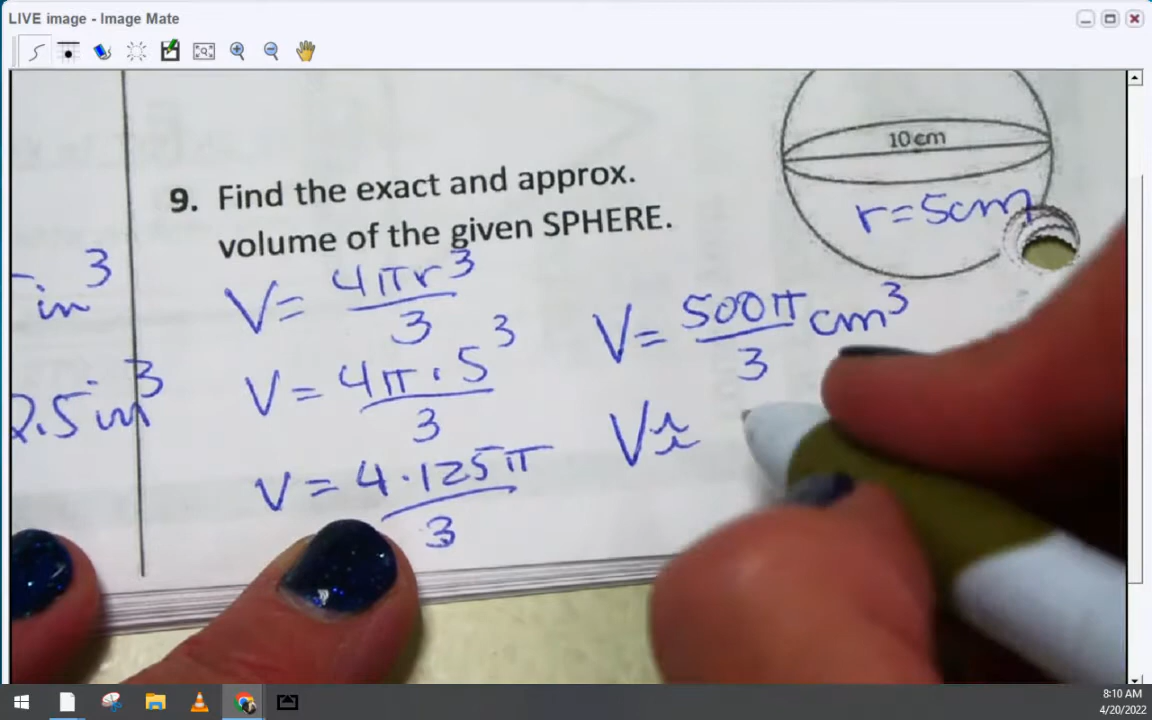 LIVE image - Image Mate
10cm
r=5cm
9. Find the exact and approx.
volume of the given SPHERE.
in³
.5in³
V= 4πr³/3
V= 4π·5³/3
V= 4·125π/3
V= 500π/3 cm³
V≈
8:10 AM
4/20/2022